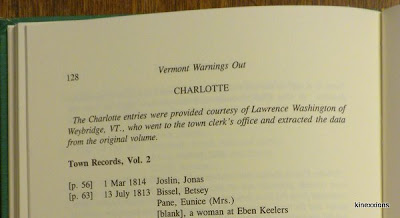 128
Vermont Warnings Out
CHARLOTTE
The Charlotte entries were provided courtesy of Lawrence Washington of
Weybridge, VT., who went to the town clerk's office and extracted the data
from the original volume.
Town Records, Vol. 2
[p. 56] 1 Mar 1814 Joslin, Jonas
[p. 63] 13 July 1813 Bissel, Betsey
Pane, Eunice (Mrs.)
[blank], a woman at Eben Keelers
kinexxions